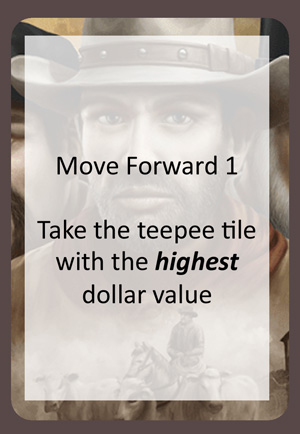 Move Forward 1
Take the teepee tile
with the highest
dollar value